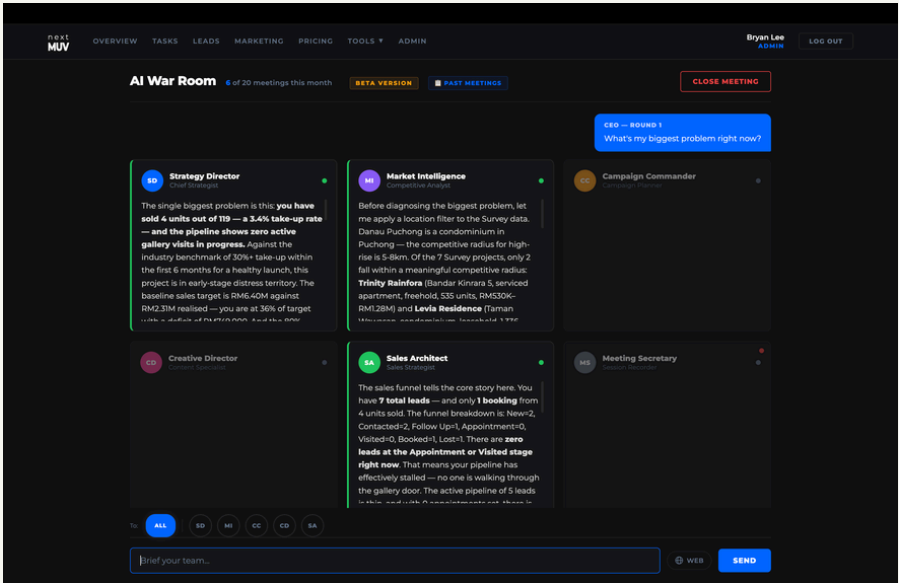 next
MUV
OVERVIEW TASKS LEADS MARKETING PRICING TOOLS ▼ ADMIN
Bryan Lee
ADMIN
LOG OUT
AI War Room
6 of 20 meetings this month
BETA VERSION
PAST MEETINGS
CLOSE MEETING
CEO — ROUND 1
What's my biggest problem right now?
SD
Strategy Director
Chief Strategist
The single biggest problem is this: you have
sold 4 units out of 119 — a 3.4% take-up rate
— and the pipeline shows zero active
gallery visits in progress. Against the
industry benchmark of 30%+ take-up within
the first 6 months for a healthy launch, this
project is in early-stage distress territory. The
baseline sales target is RM6.40M against
RM2.31M realised — you are at 36% of target
with a deficit of
MI
Market Intelligence
Competitive Analyst
Before diagnosing the biggest problem, let
me apply a location filter to the Survey data.
Danau Puchong is a condominium in
Puchong — the competitive radius for high-
rise is 5-8km. Of the 7 Survey projects, only 2
fall within a meaningful competitive radius:
Trinity Rainfora (Bandar Kinrara 5, serviced
apartment, freehold, 535 units, RM530K–
RM1.28M) and Levia Residence (Taman
CC
Campaign Commander
Campaign Planner
CD
Creative Director
Content Specialist
SA
Sales Architect
Sales Strategist
The sales funnel tells the core story here. You
have 7 total leads — and only 1 booking from
4 units sold. The funnel breakdown is: New=2,
Contacted=2, Follow Up=1, Appointment=0,
Visited=0, Booked=1, Lost=1. There are zero
leads at the Appointment or Visited stage
right now. That means your pipeline has
effectively stalled — no one is walking through
the gallery door. The active pipeline of 5 leads
is thin, and with 0 appointments set, there is
MS
Meeting Secretary
Session Recorder
To:
ALL SD MI CC CD SA
Brief your team...
WEB
SEND